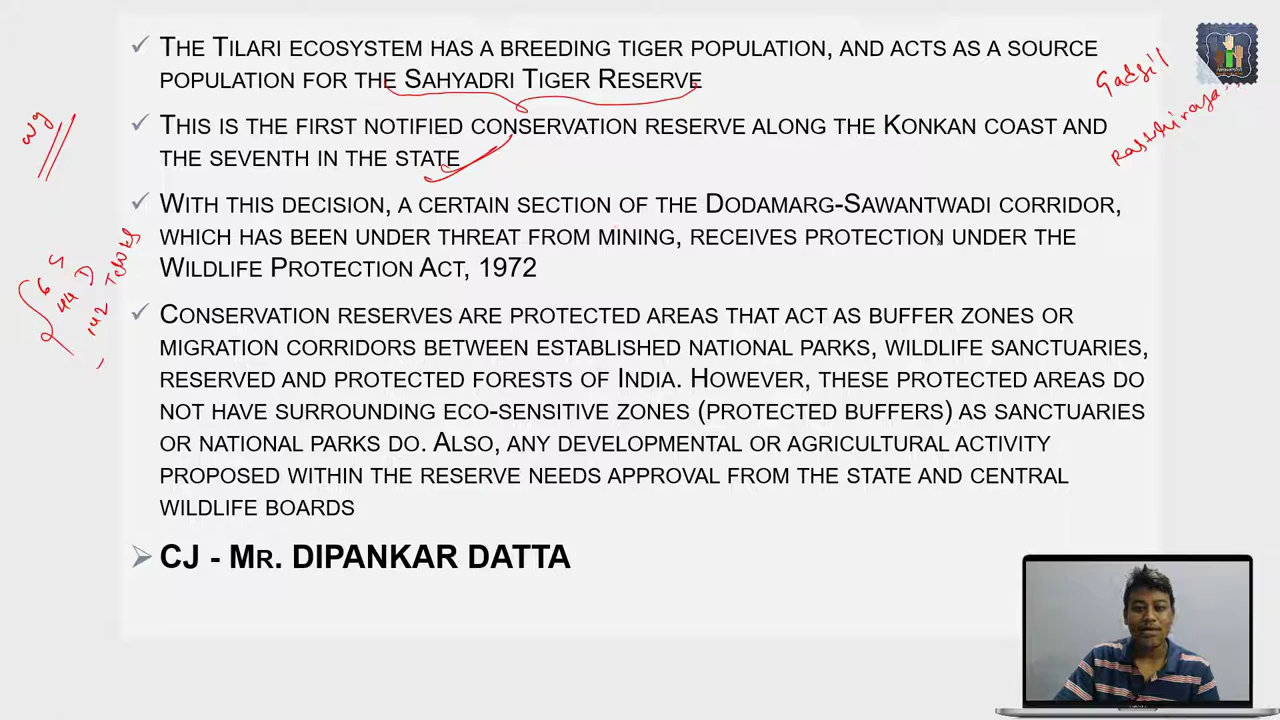 ✓ THE TILARI ECOSYSTEM HAS A BREEDING TIGER POPULATION, AND ACTS AS A SOURCE
POPULATION FOR THE SAHYADRI TIGER RESERVE
✓ THIS IS THE FIRST NOTIFIED CONSERVATION RESERVE ALONG THE KONKAN COAST AND
THE SEVENTH IN THE STATE
✓ WITH THIS DECISION, A CERTAIN SECTION OF THE DODAMARG-SAWANTWADI CORRIDOR,
WHICH HAS BEEN UNDER THREAT FROM MINING, RECEIVES PROTECTION UNDER THE
WILDLIFE PROTECTION ACT, 1972
✓ CONSERVATION RESERVES ARE PROTECTED AREAS THAT ACT AS BUFFER ZONES OR
MIGRATION CORRIDORS BETWEEN ESTABLISHED NATIONAL PARKS, WILDLIFE SANCTUARIES,
RESERVED AND PROTECTED FORESTS OF INDIA. HOWEVER, THESE PROTECTED AREAS DO
NOT HAVE SURROUNDING ECO-SENSITIVE ZONES (PROTECTED BUFFERS) AS SANCTUARIES
OR NATIONAL PARKS DO. ALSO, ANY DEVELOPMENTAL OR AGRICULTURAL ACTIVITY
PROPOSED WITHIN THE RESERVE NEEDS APPROVAL FROM THE STATE AND CENTRAL
WILDLIFE BOARDS
➢ CJ - MR. DIPANKAR DATTA
Gadgil
wg
6 S
44 D
142